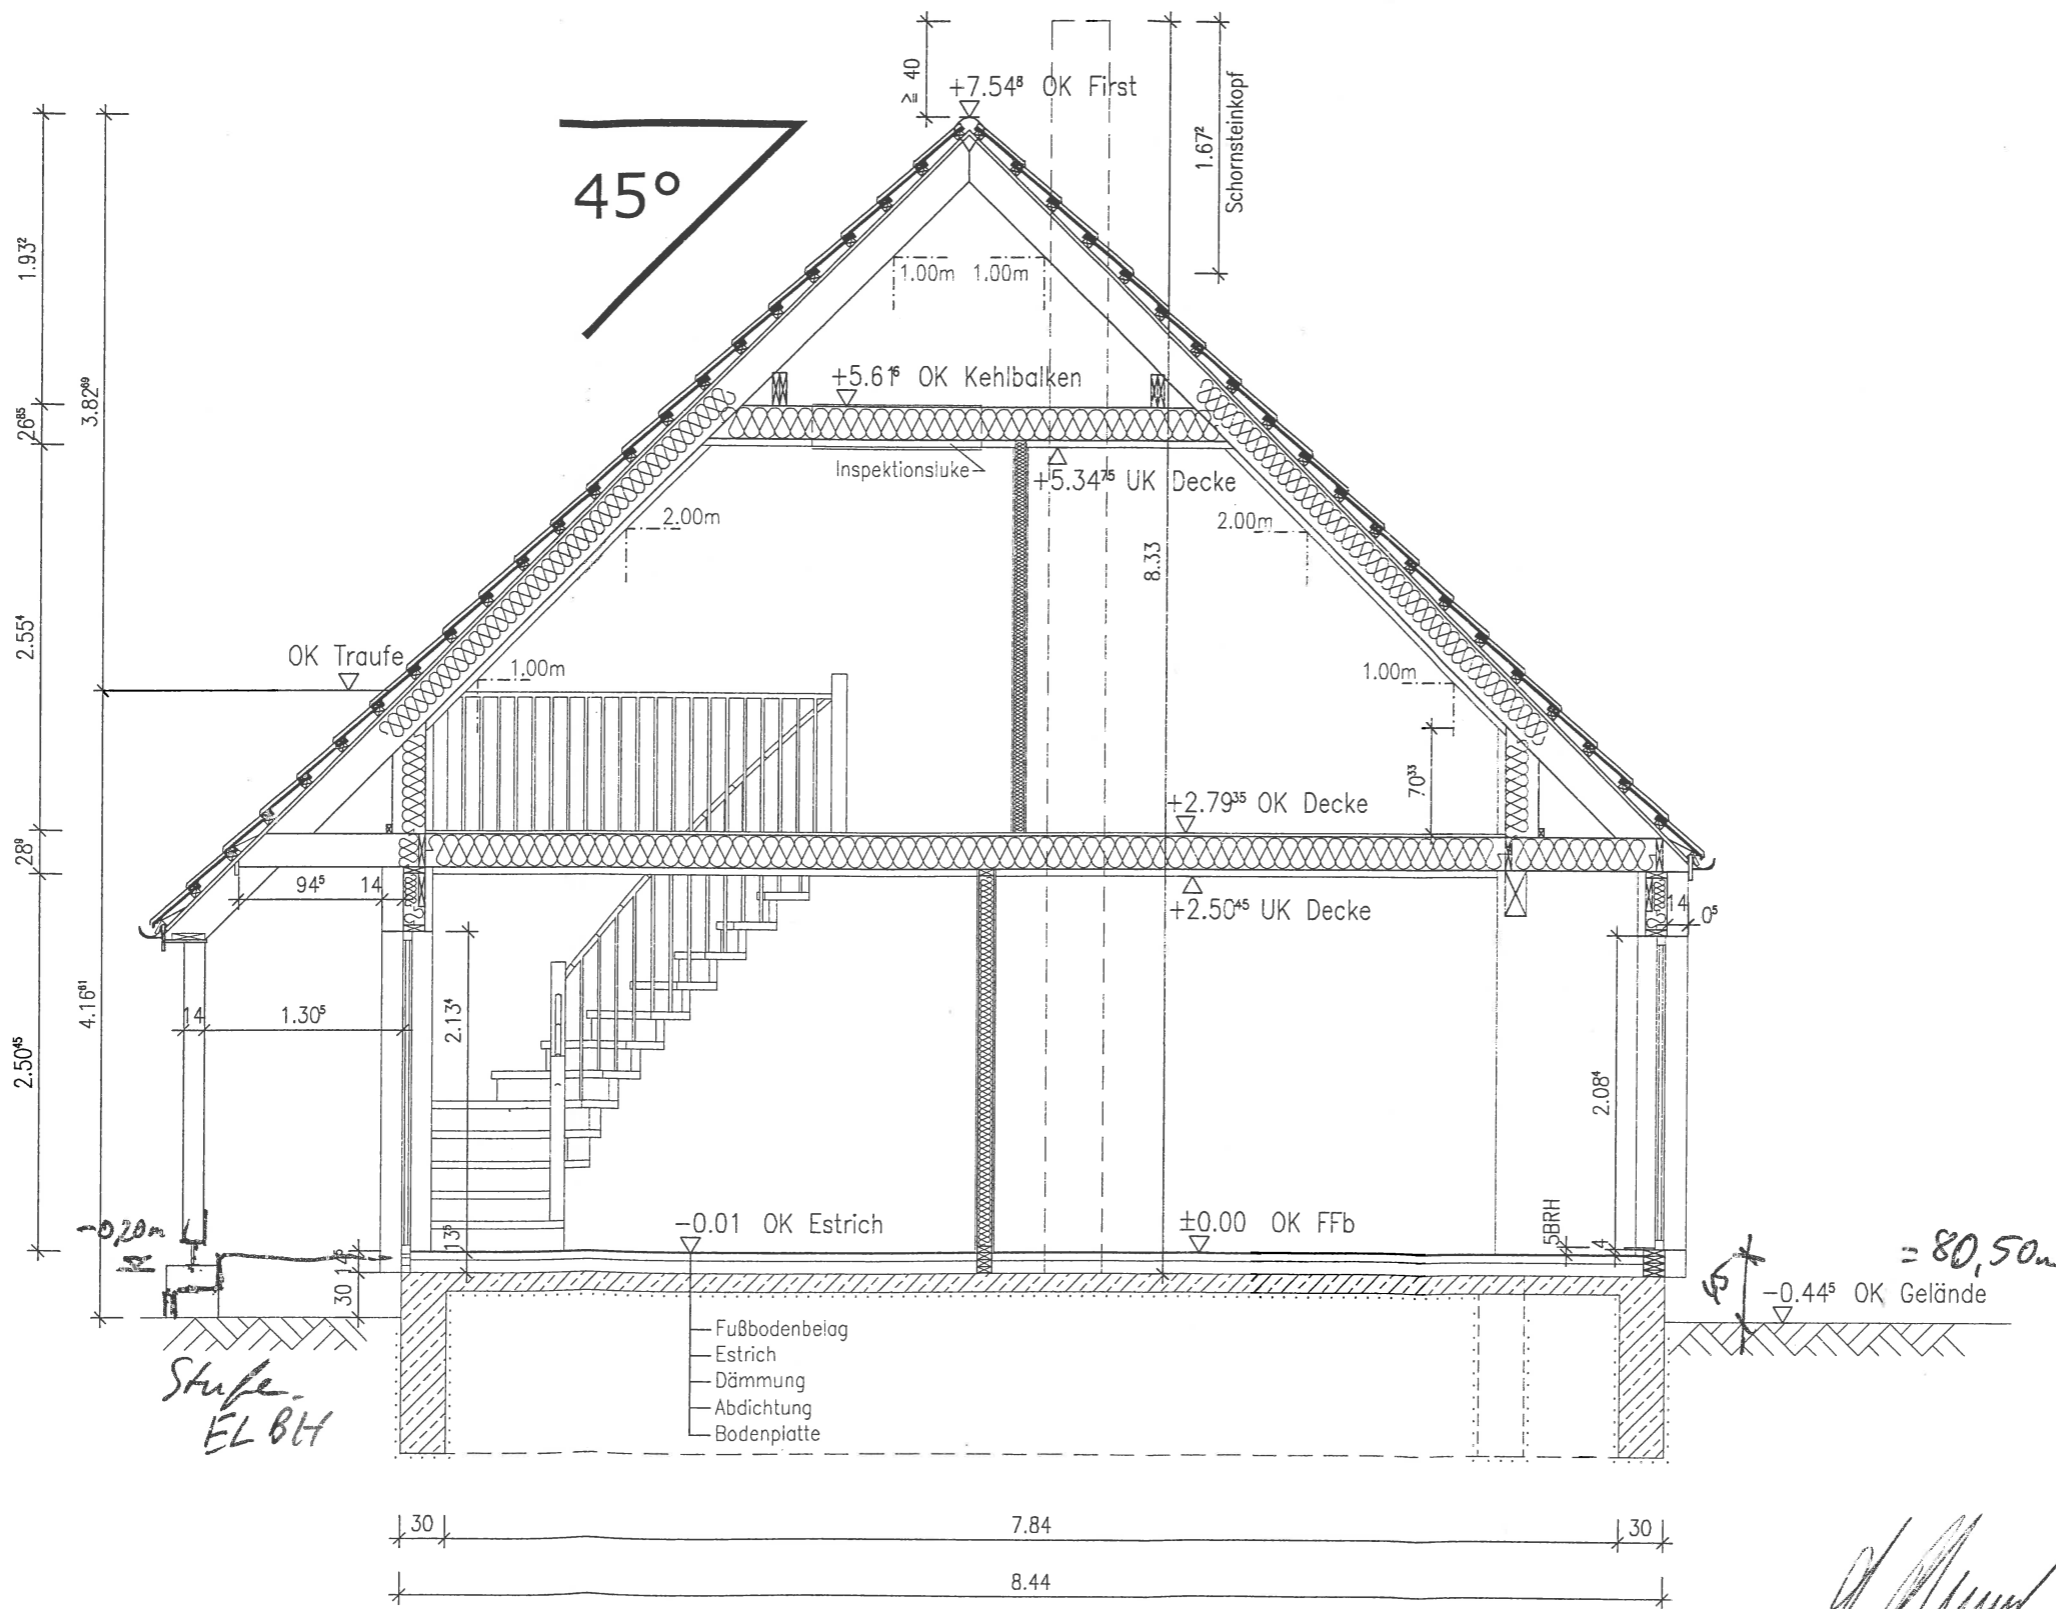 ≥ 40
+7.54⁸ OK First
1.67²
Schornsteinkopf
45°
1.93²
3.82⁶⁹
1.00m 1.00m
+5.61⁶ OK Kehlbalken
26⁸⁵
Inspektionsluke
+5.34⁷⁵ UK Decke
2.00m
2.00m
8.33
2.55⁴
OK Traufe
1.00m
1.00m
70³³
+2.79³⁵ OK Decke
28⁹
94⁵ 14
+2.50⁴⁵ UK Decke
14
0⁵
4.16⁶¹
14
1.30⁵
2.13⁴
2.50⁴⁵
2.08⁴
-0,20m
-0.01 OK Estrich
±0.00 OK FFb
5BRH
4
13⁵
14⁵
30
= 80,50m
45
-0.44⁵ OK Gelände
Fußbodenbelag
Estrich
Dämmung
Abdichtung
Bodenplatte
Stufe.
ELBH
30
7.84
30
8.44